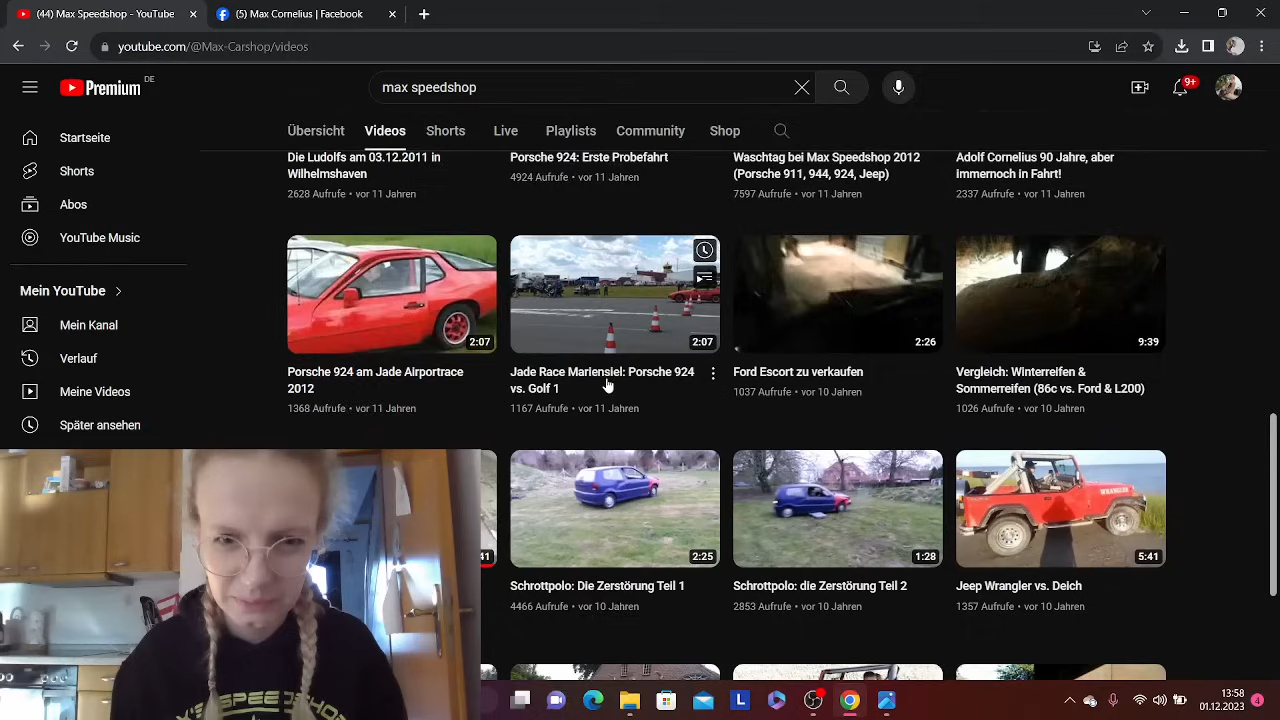 (44) Max Speedshop - YouTube
(5) Max Cornelius | Facebook
youtube.com/@Max-Carshop/videos
Premium
DE
max speedshop
9+
Übersicht
Videos
Shorts
Live
Playlists
Community
Shop
Startseite
Shorts
Abos
YouTube Music
Mein YouTube
Mein Kanal
Verlauf
Meine Videos
Später ansehen
Die Ludolfs am 03.12.2011 in
Wilhelmshaven
2628 Aufrufe • vor 11 Jahren
Porsche 924: Erste Probefahrt
4924 Aufrufe • vor 11 Jahren
Waschtag bei Max Speedshop 2012
(Porsche 911, 944, 924, Jeep)
7597 Aufrufe • vor 11 Jahren
Adolf Cornelius 90 Jahre, aber
Immernoch in Fahrt!
2337 Aufrufe • vor 11 Jahren
2:07
Porsche 924 am Jade Airportrace
2012
1368 Aufrufe • vor 11 Jahren
2:07
Jade Race Mariensiel: Porsche 924
vs. Golf 1
1167 Aufrufe • vor 11 Jahren
2:26
Ford Escort zu verkaufen
1037 Aufrufe • vor 10 Jahren
9:39
Vergleich: Winterreifen &
Sommerreifen (86c vs. Ford & L200)
1026 Aufrufe • vor 10 Jahren
41
2:25
Schrottpolo: Die Zerstörung Teil 1
4466 Aufrufe • vor 10 Jahren
1:28
Schrottpolo: die Zerstörung Teil 2
2853 Aufrufe • vor 10 Jahren
WRANGLER
5:41
Jeep Wrangler vs. Deich
1357 Aufrufe • vor 10 Jahren
X'S SPEEDSHOP
L
13:58
01.12.2023
4